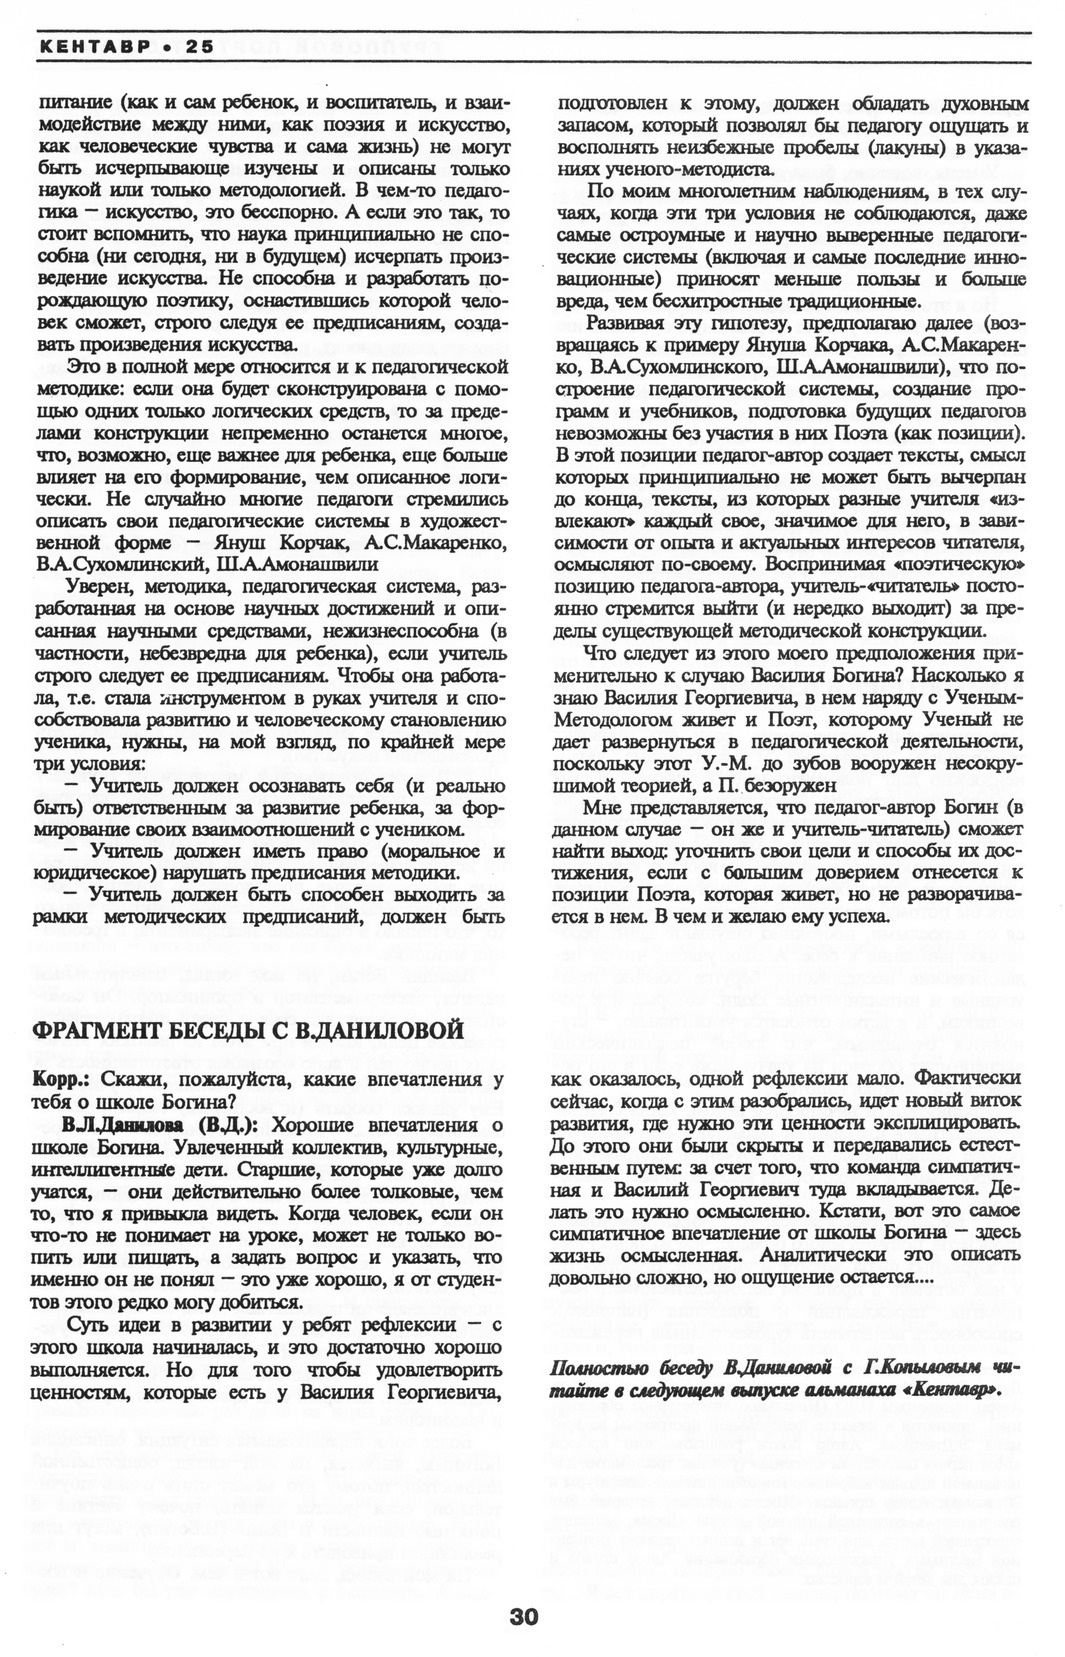 КЕНТАВР • 25
питание (как и сам ребенок, и воспитатель, и взаи-
модействие между ними, как поэзия и искусство,
как человеческие чувства и сама жизнь) не могут
быть исчерпывающе изучены и описаны только
наукой или только методологией. В чем-то педаго-
гика — искусство, это бесспорно. А если это так, то
стоит вспомнить, что наука принципиально не спо-
собна (ни сегодня, ни в будущем) исчерпать произ-
ведение искусства. Не способна и разработать по-
рождающую поэтику, оснастившись которой чело-
век сможет, строго следуя ее предписаниям, созда-
вать произведения искусства.
Это в полной мере относится и к педагогической
методике: если она будет сконструирована с помо-
щью одних только логических средств, то за преде-
лами конструкции непременно останется многое,
что, возможно, еще важнее для ребенка, еще больше
влияет на его формирование, чем описанное логи-
чески. Не случайно многие педагоги стремились
описать свои педагогические системы в художест-
венной форме — Януш Корчак, А.С.Макаренко,
В.А.Сухомлинский, Ш.А.Амонашвили
Уверен, методика, педагогическая система, раз-
работанная на основе научных достижений и опи-
санная научными средствами, нежизнеспособна (в
частности, небезвредна для ребенка), если учитель
строго следует ее предписаниям. Чтобы она работа-
ла, т.е. стала инструментом в руках учителя и спо-
собствовала развитию и человеческому становлению
ученика, нужны, на мой взгляд, по крайней мере
три условия:
— Учитель должен осознавать себя (и реально
быть) ответственным за развитие ребенка, за фор-
мирование своих взаимоотношений с учеником.
— Учитель должен иметь право (моральное и
юридическое) нарушать предписания методики.
— Учитель должен быть способен выходить за
рамки методических предписаний, должен быть
подготовлен к этому, должен обладать духовным
запасом, который позволял бы педагогу ощущать и
восполнять неизбежные пробелы (лакуны) в указа-
ниях ученого-методиста.
По моим многолетним наблюдениям, в тех слу-
чаях, когда эти три условия не соблюдаются, даже
самые остроумные и научно выверенные педагоги-
ческие системы (включая и самые последние инно-
вационные) приносят меньше пользы и больше
вреда, чем бесхитростные традиционные.
Развивая эту гипотезу, предполагаю далее (воз-
вращаясь к примеру Януша Корчака, А.С.Макарен-
ко, В.А.Сухомлинского, Ш.А.Амонашвили), что по-
строение педагогической системы, создание про-
грамм и учебников, подготовка будущих педагогов
невозможны без участия в них Поэта (как позиции).
В этой позиции педагог-автор создает тексты, смысл
которых принципиально не может быть вычерпан
до конца, тексты, из которых разные учителя «из-
влекают» каждый свое, значимое для него, в зави-
симости от опыта и актуальных интересов читателя,
осмысляют по-своему. Воспринимая «поэтическую»
позицию педагога-автора, учитель-«читатель» посто-
янно стремится выйти (и нередко выходит) за пре-
делы существующей методической конструкции.
Что следует из этого моего предположения при-
менительно к случаю Василия Богина? Насколько я
знаю Василия Георгиевича, в нем наряду с Ученым-
Методологом живет и Поэт, которому Ученый не
дает развернуться в педагогической деятельности,
поскольку этот У.-М. до зубов вооружен несокру-
шимой теорией, а П. безоружен
Мне представляется, что педагог-автор Богин (в
данном случае — он же и учитель-читатель) сможет
найти выход: уточнить свои цели и способы их дос-
тижения, если с большим доверием отнесется к
позиции Поэта, которая живет, но не разворачива-
ется в нем. В чем и желаю ему успеха.
ФРАГМЕНТ БЕСЕДЫ С В.ДАНИЛОВОЙ
Корр.: Скажи, пожалуйста, какие впечатления у
тебя о школе Богина?
В.Л.Данилова (В.Д.): Хорошие впечатления о
школе Богина. Увлеченный коллектив, культурные,
интеллигентные дети. Старшие, которые уже долго
учатся, — они действительно более толковые, чем
то, что я привыкла видеть. Когда человек, если он
что-то не понимает на уроке, может не только во-
пить или пищать, а задать вопрос и указать, что
именно он не понял — это уже хорошо, я от студен-
тов этого редко могу добиться.
Суть идеи в развитии у ребят рефлексии — с
этого школа начиналась, и это достаточно хорошо
выполняется. Но для того чтобы удовлетворить
ценностям, которые есть у Василия Георгиевича,
как оказалось, одной рефлексии мало. Фактически
сейчас, когда с этим разобрались, идет новый виток
развития, где нужно эти ценности эксплицировать.
До этого они были скрыты и передавались естест-
венным путем: за счет того, что команда симпатич-
ная и Василий Георгиевич туда вкладывается. Де-
лать это нужно осмысленно. Кстати, вот это самое
симпатичное впечатление от школы Богина — здесь
жизнь осмысленная. Аналитически это описать
довольно сложно, но ощущение остается....
Полностью беседу В.Даниловой с Г.Копыловым чи-
тайте в следующем выпуске альманаха «Кентавр».
30